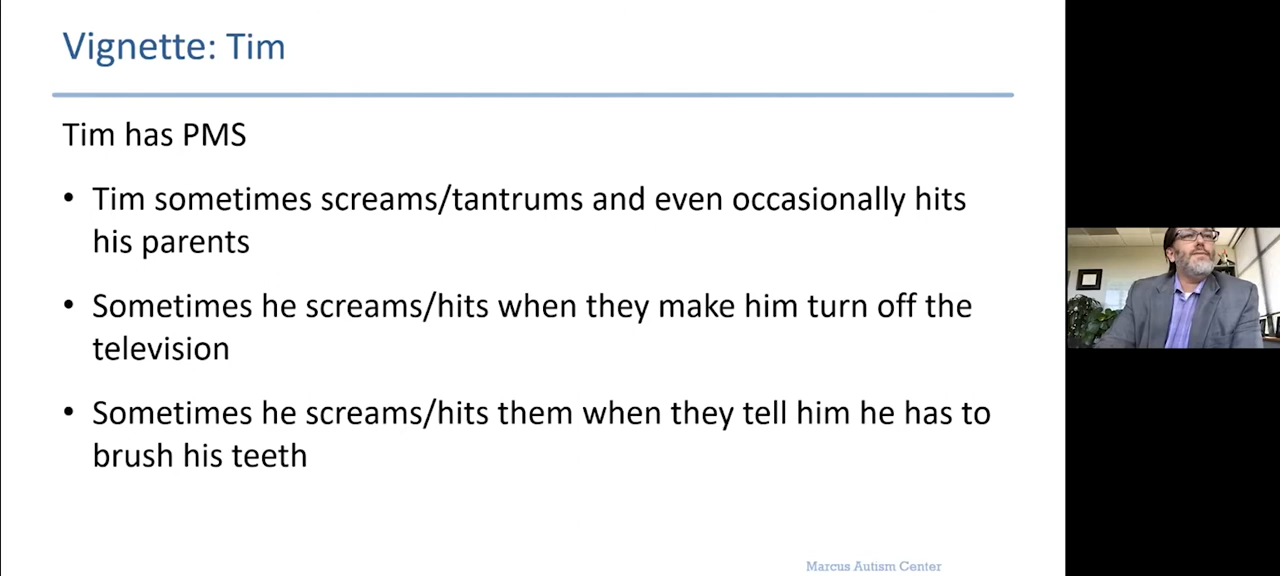 Vignette: Tim
Tim has PMS
• Tim sometimes screams/tantrums and even occasionally hits
his parents
• Sometimes he screams/hits when they make him turn off the
television
• Sometimes he screams/hits them when they tell him he has to
brush his teeth
Marcus Autism Center